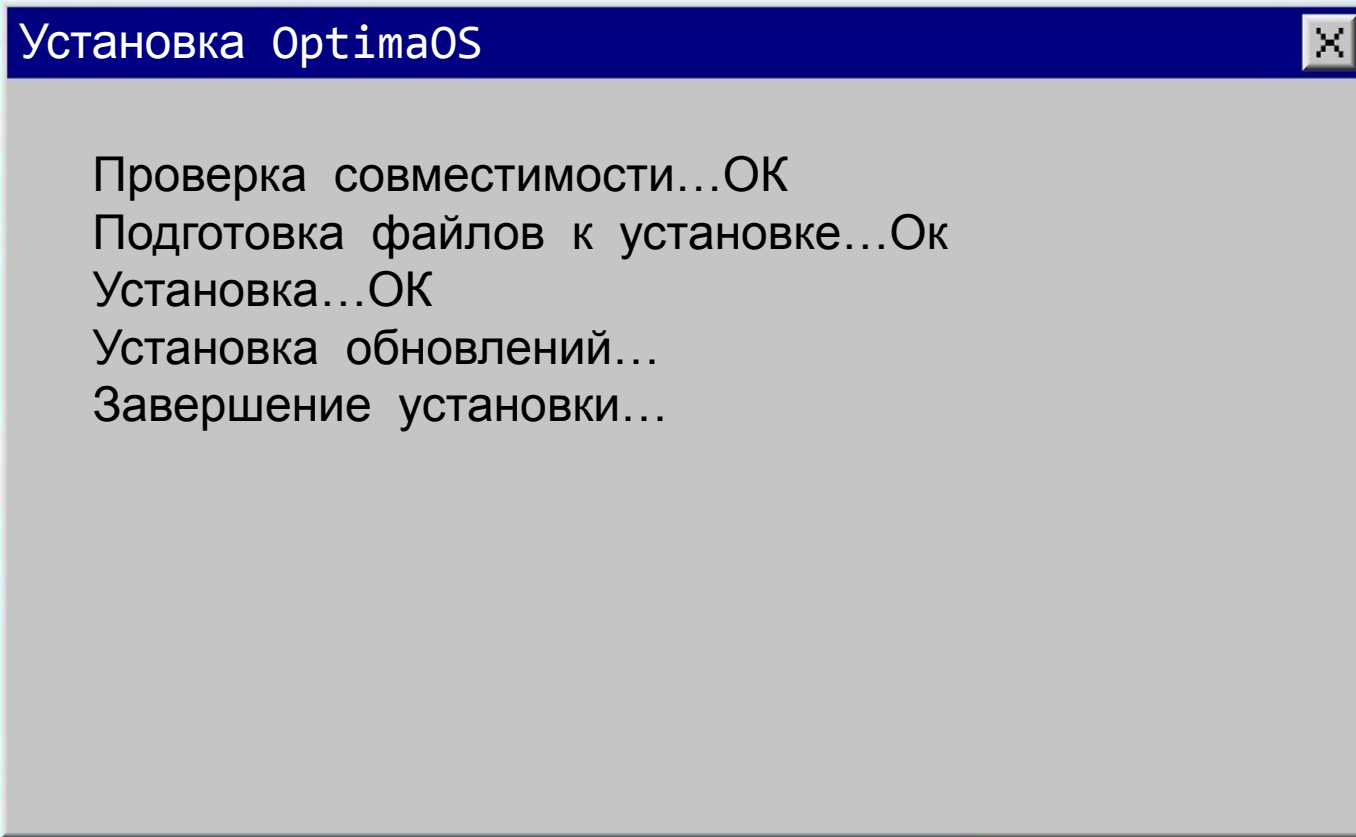 Установка OptimaOS
Проверка совместимости…ОК
Подготовка файлов к установке…Ок
Установка…ОК
Установка обновлений…
Завершение установки…